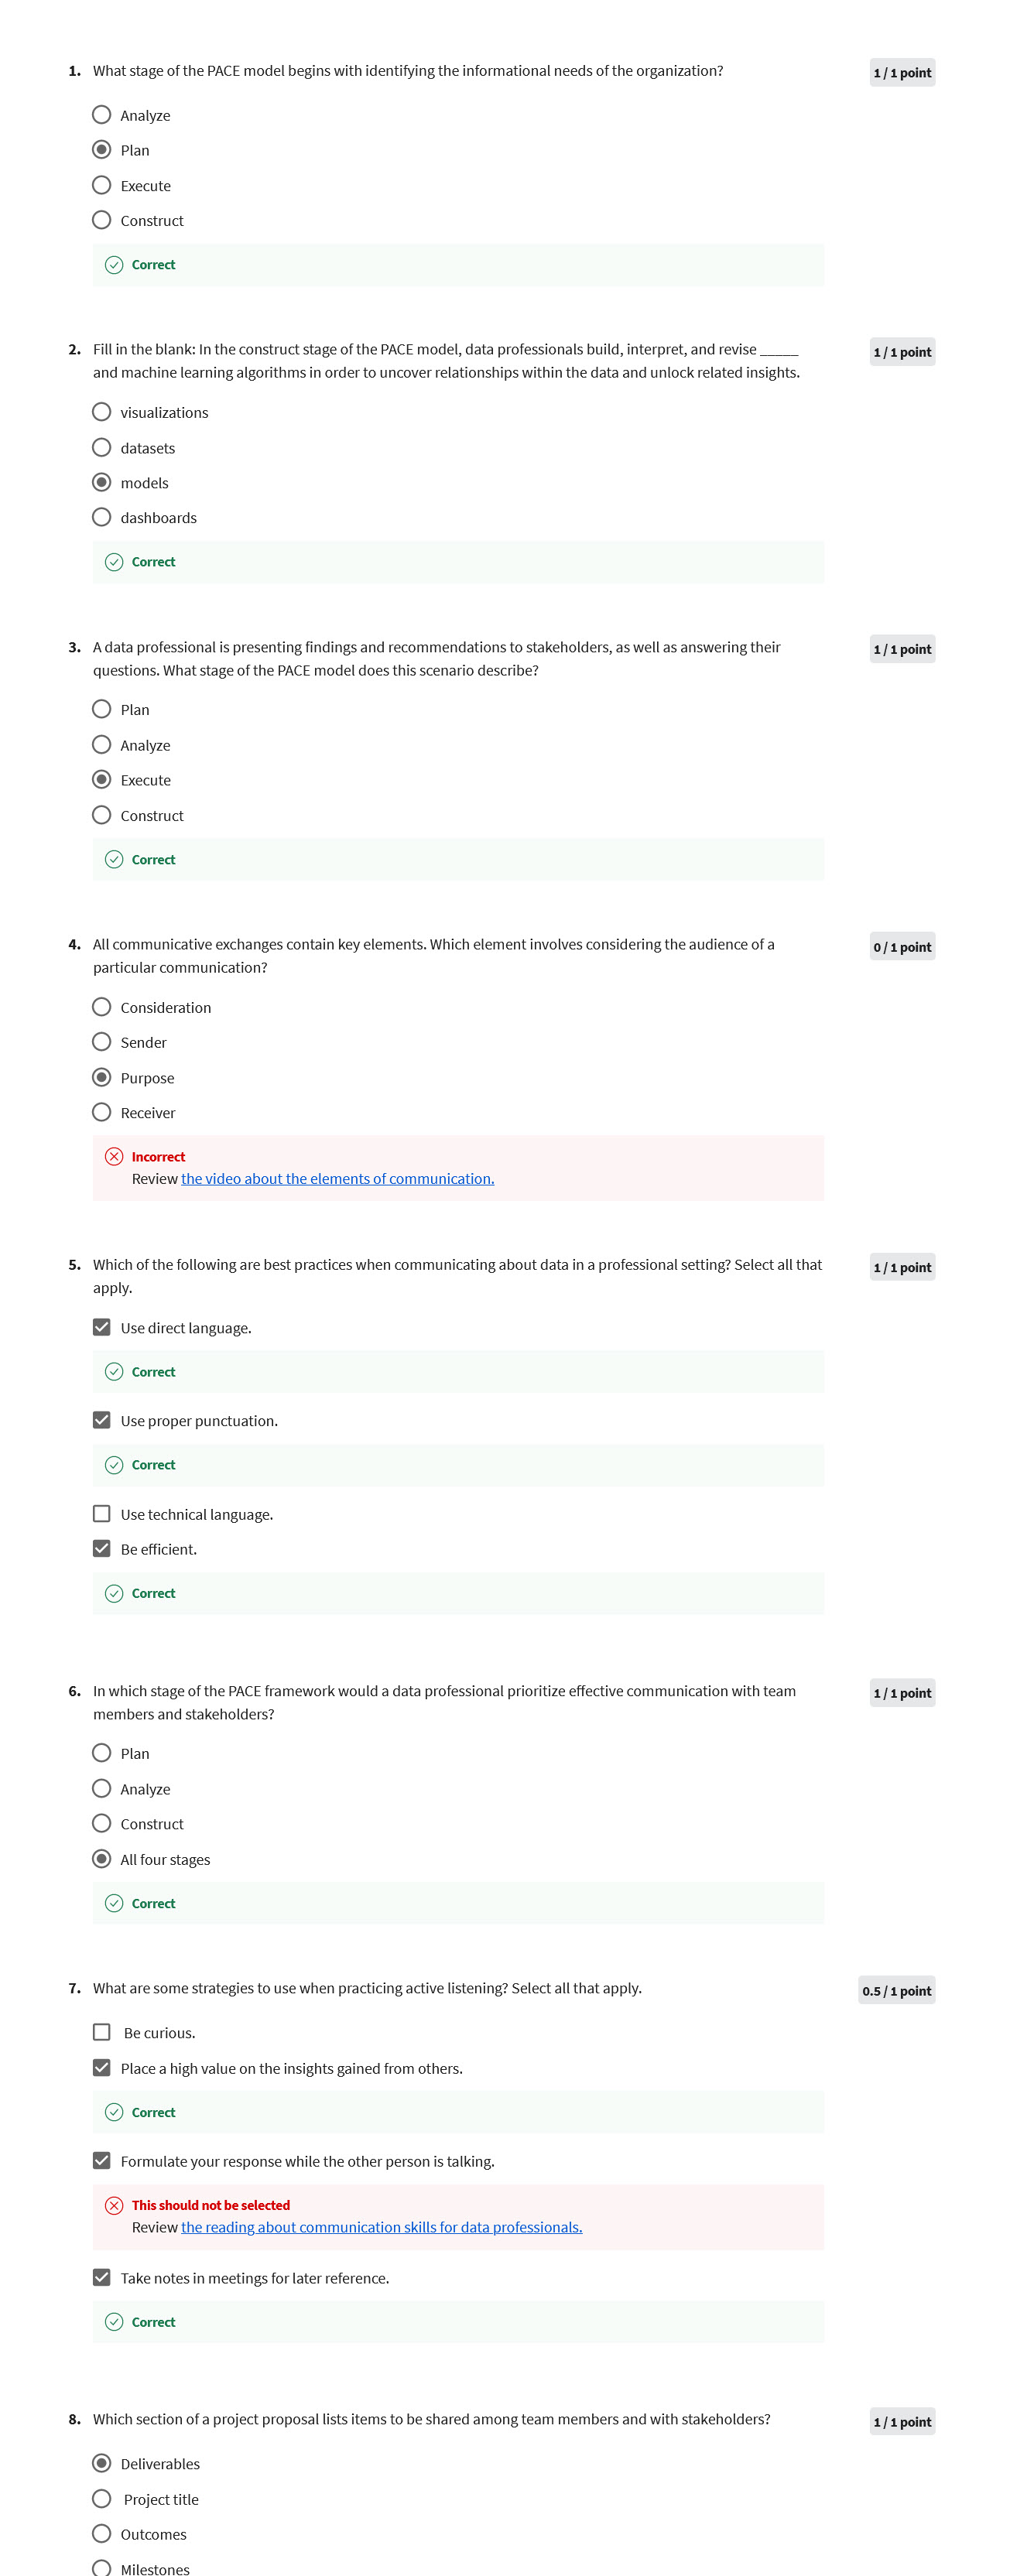 1. What stage of the PACE model begins with identifying the informational needs of the organization? 1 / 1 point
Analyze
Plan
Execute
Construct
Correct
2. Fill in the blank: In the construct stage of the PACE model, data professionals build, interpret, and revise _____ 1 / 1 point
and machine learning algorithms in order to uncover relationships within the data and unlock related insights.
visualizations
datasets
models
dashboards
Correct
3. A data professional is presenting findings and recommendations to stakeholders, as well as answering their 1 / 1 point
questions. What stage of the PACE model does this scenario describe?
Plan
Analyze
Execute
Construct
Correct
4. All communicative exchanges contain key elements. Which element involves considering the audience of a 0 / 1 point
particular communication?
Consideration
Sender
Purpose
Receiver
Incorrect
Review the video about the elements of communication.
5. Which of the following are best practices when communicating about data in a professional setting? Select all that 1 / 1 point
apply.
Use direct language.
Correct
Use proper punctuation.
Correct
Use technical language.
Be efficient.
Correct
6. In which stage of the PACE framework would a data professional prioritize effective communication with team 1 / 1 point
members and stakeholders?
Plan
Analyze
Construct
All four stages
Correct
7. What are some strategies to use when practicing active listening? Select all that apply. 0.5 / 1 point
Be curious.
Place a high value on the insights gained from others.
Correct
Formulate your response while the other person is talking.
This should not be selected
Review the reading about communication skills for data professionals.
Take notes in meetings for later reference.
Correct
8. Which section of a project proposal lists items to be shared among team members and with stakeholders? 1 / 1 point
Deliverables
Project title
Outcomes
Milestones